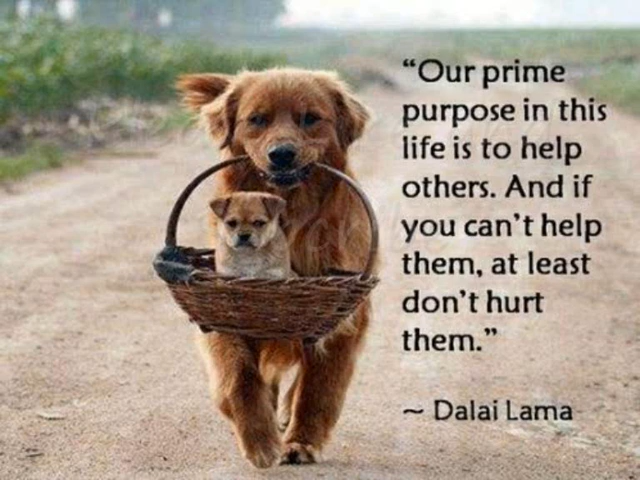 “Our prime
purpose in this
life is to help
others. And if
you can’t help
them, at least
don’t hurt
them.”
~ Dalai Lama